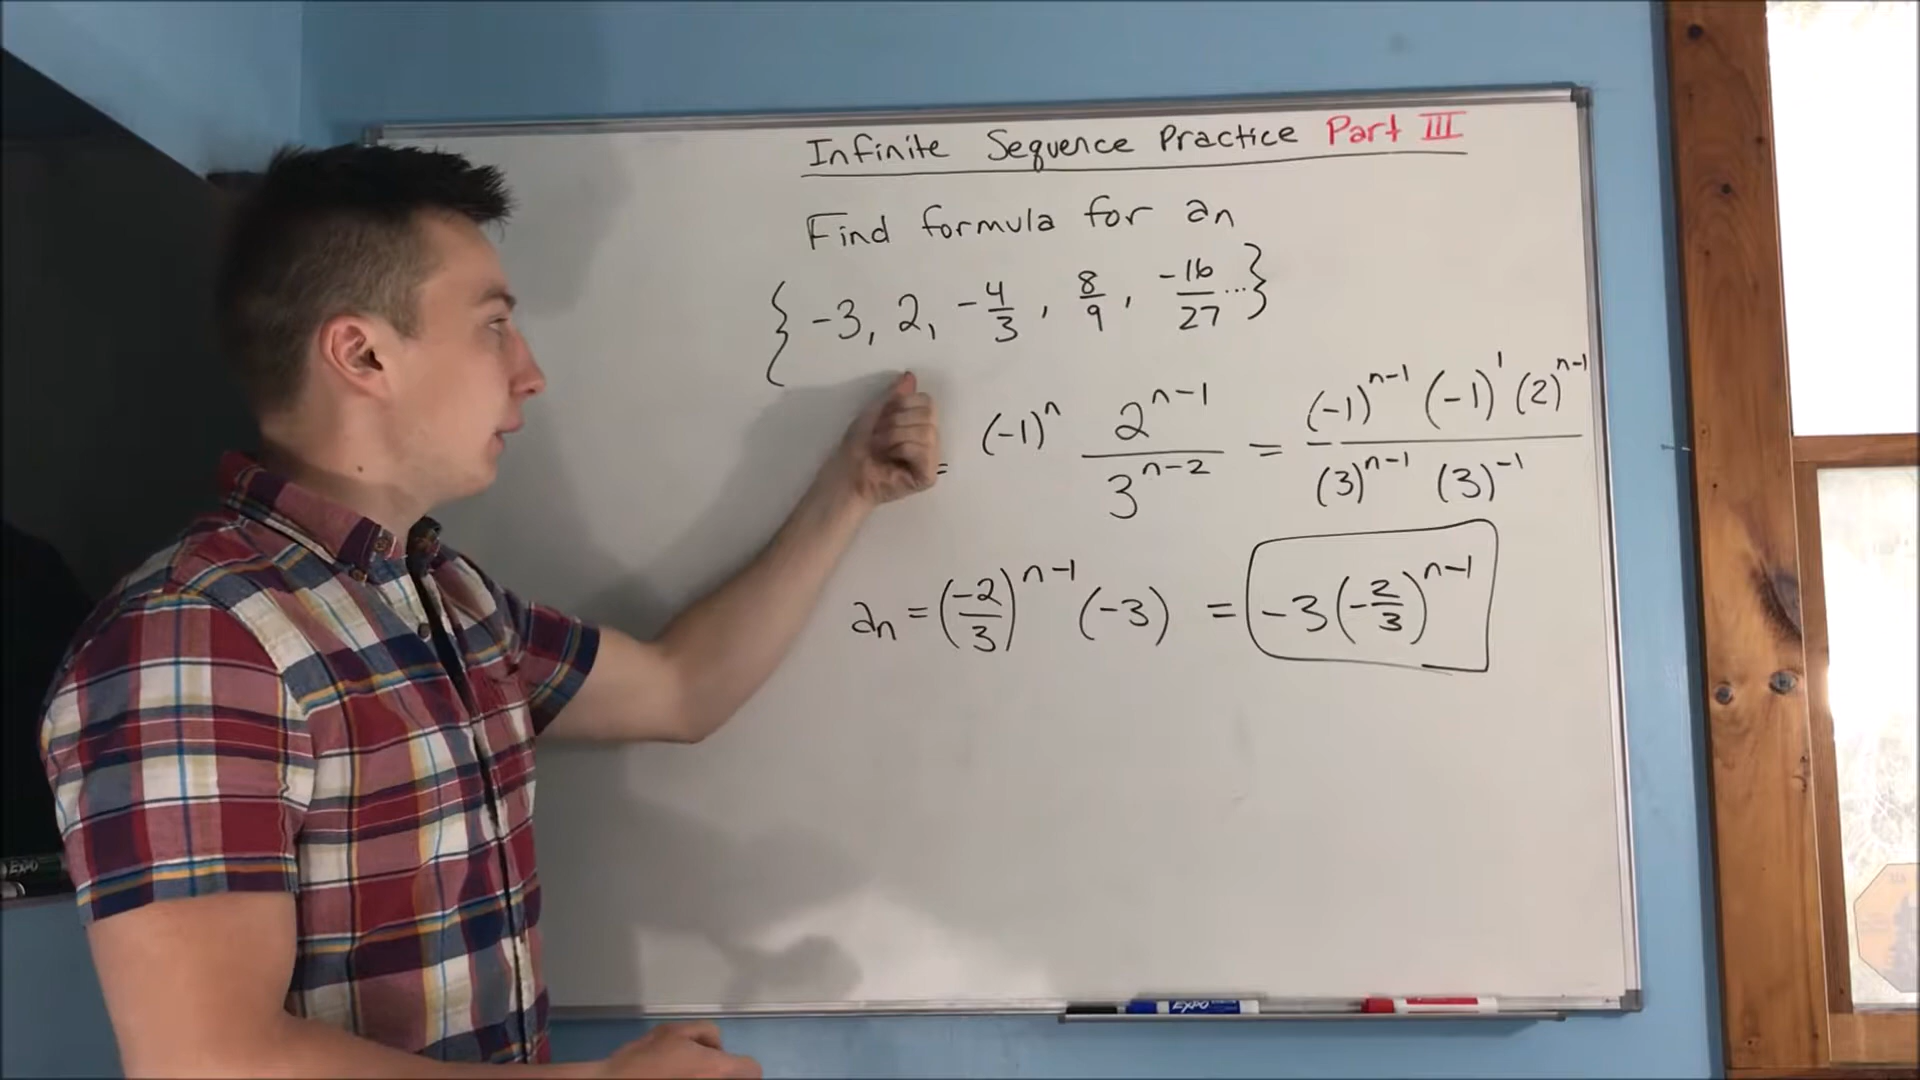 Infinite Sequence Practice Part III
Find formula for an
{ -3, 2, -4/3, 8/9, -16/27 ...}
= (-1)^n 2^(n-1)/3^(n-2) = (-1)^(n-1) (-1)^1 (2)^(n-1) / (3)^(n-1) (3)^(-1)
an = (-2/3)^(n-1) (-3) = -3(-2/3)^(n-1)
EXPO
EXPO